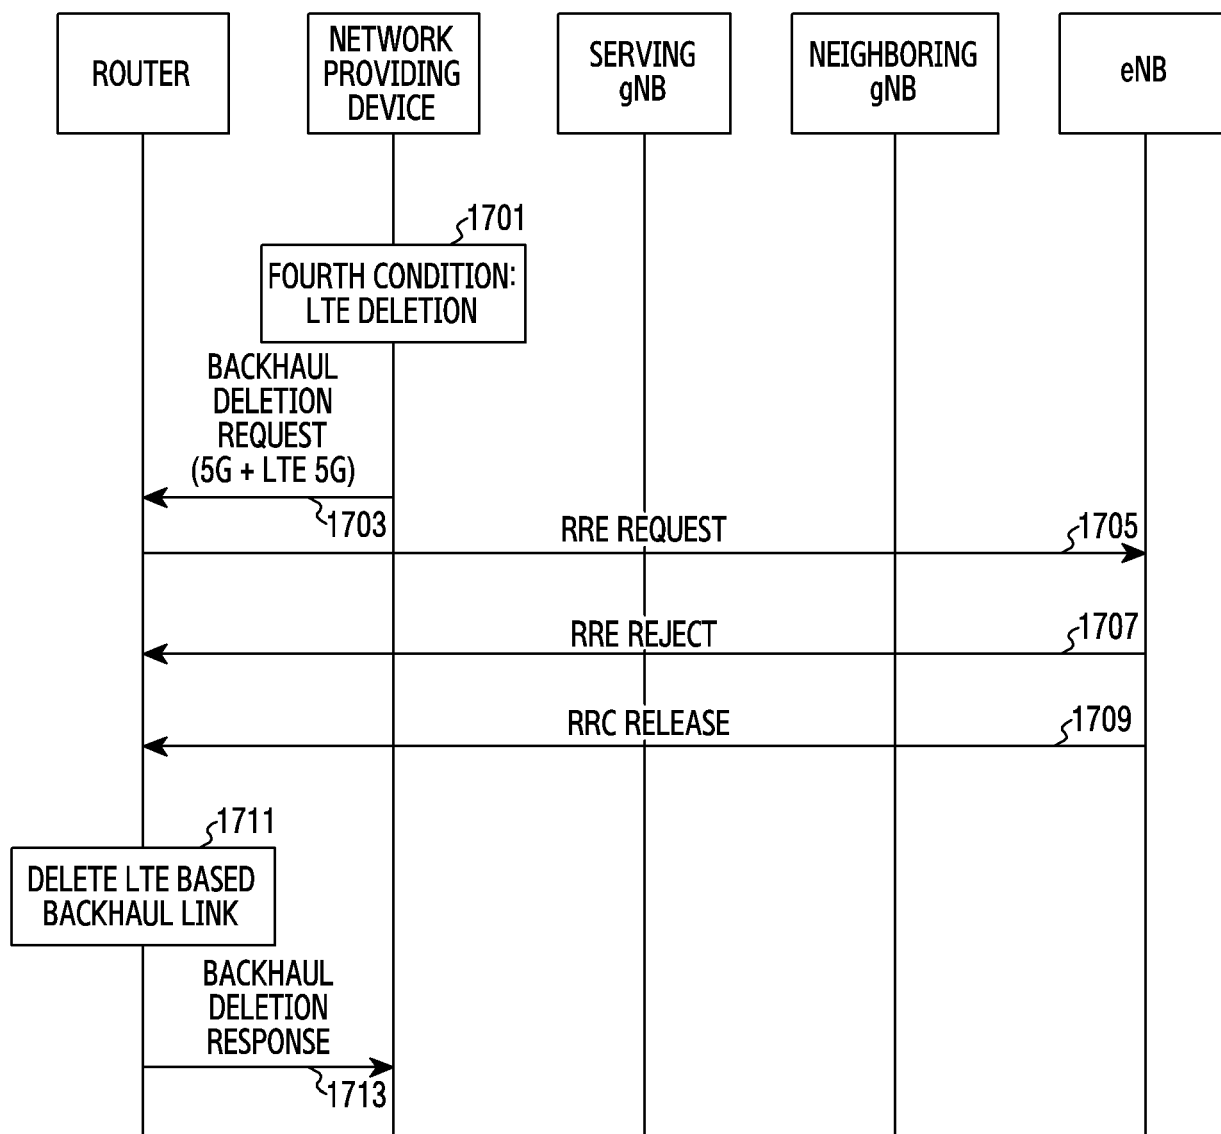 ROUTER
NETWORK
PROVIDING
DEVICE
SERVING
gNB
NEIGHBORING
gNB
eNB
1701
FOURTH CONDITION:
LTE DELETION
BACKHAUL
DELETION
REQUEST
(5G + LTE 5G)
1703
RRE REQUEST
1705
RRE REJECT
1707
RRC RELEASE
1709
1711
DELETE LTE BASED
BACKHAUL LINK
BACKHAUL
DELETION
RESPONSE
1713